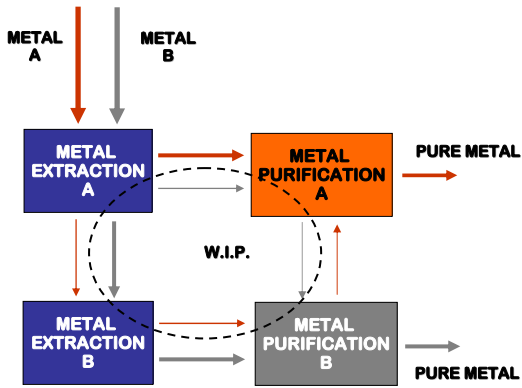 METAL
A
METAL
B
METAL
EXTRACTION
A
METAL
PURIFICATION
A
PURE METAL
W.I.P.
METAL
EXTRACTION
B
METAL
PURIFICATION
B
PURE METAL